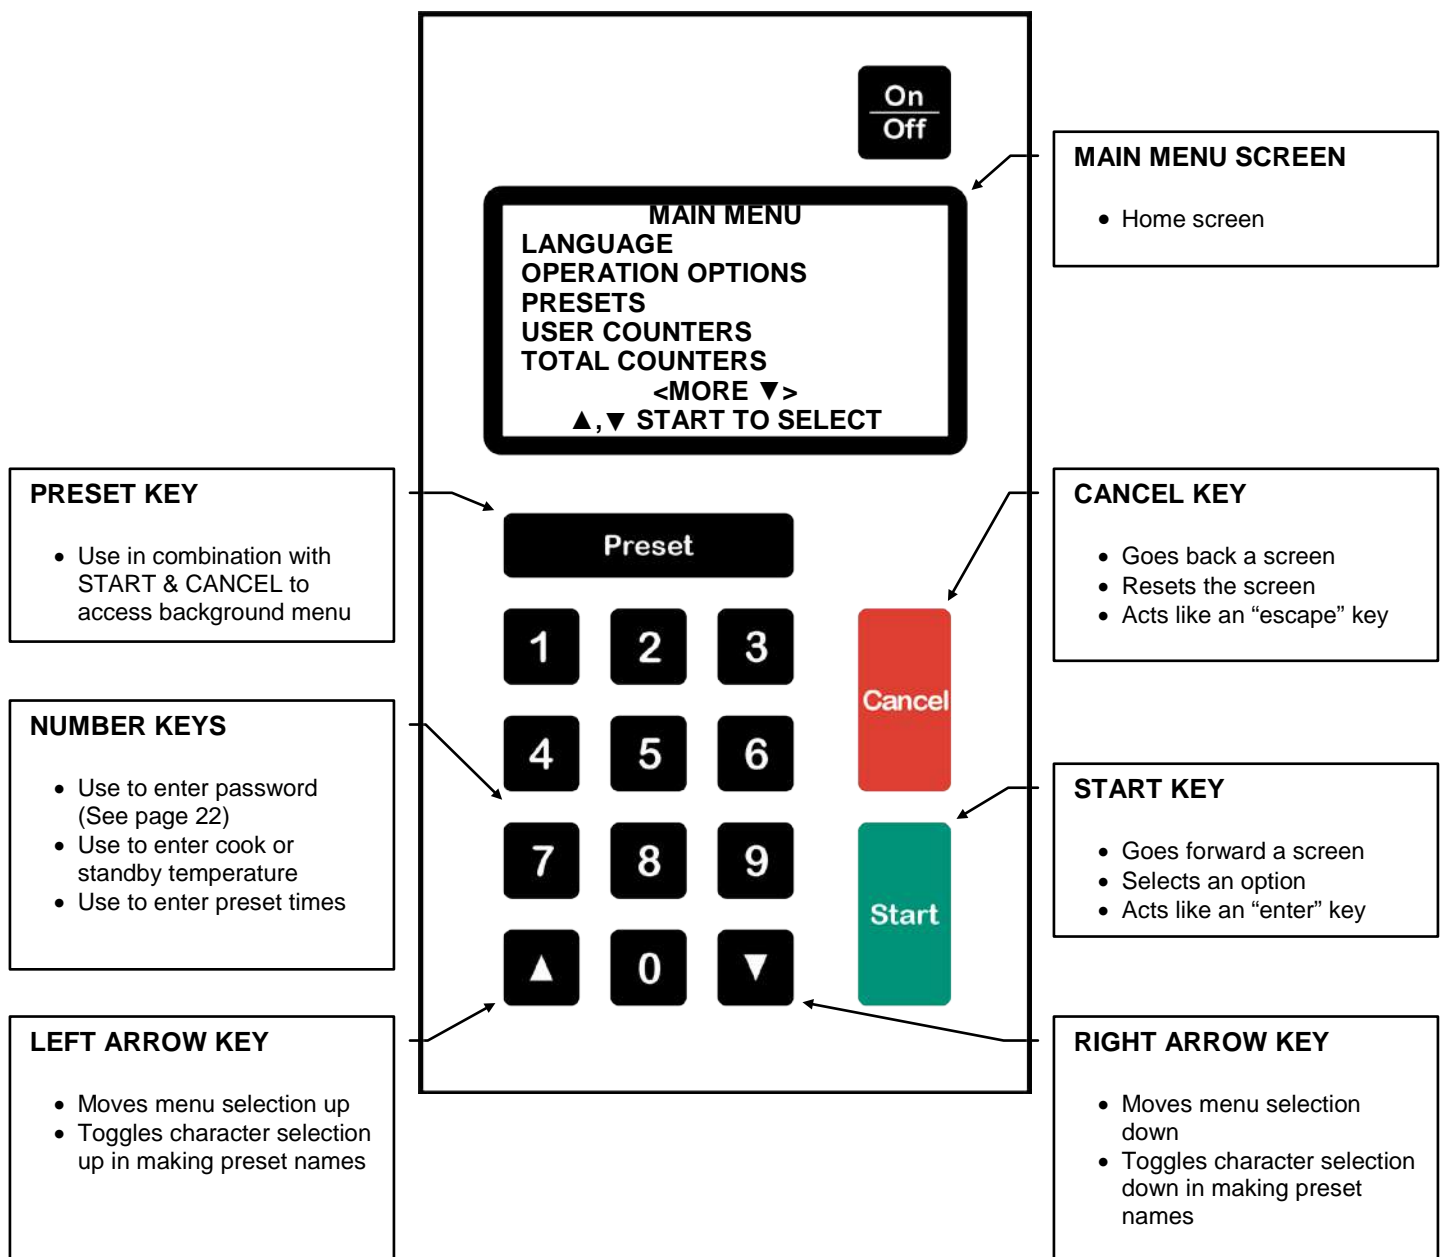 On
Off
MAIN MENU
LANGUAGE
OPERATION OPTIONS
PRESETS
USER COUNTERS
TOTAL COUNTERS
<MORE ▼>
▲,▼ START TO SELECT
MAIN MENU SCREEN
• Home screen
PRESET KEY
• Use in combination with
START & CANCEL to
access background menu
Preset
CANCEL KEY
• Goes back a screen
• Resets the screen
• Acts like an “escape” key
1 2 3
Cancel
NUMBER KEYS
• Use to enter password
(See page 22)
• Use to enter cook or
standby temperature
• Use to enter preset times
4 5 6
START KEY
• Goes forward a screen
• Selects an option
• Acts like an “enter” key
7 8 9
Start
▲ 0 ▼
LEFT ARROW KEY
• Moves menu selection up
• Toggles character selection
up in making preset names
RIGHT ARROW KEY
• Moves menu selection
down
• Toggles character selection
down in making preset
names